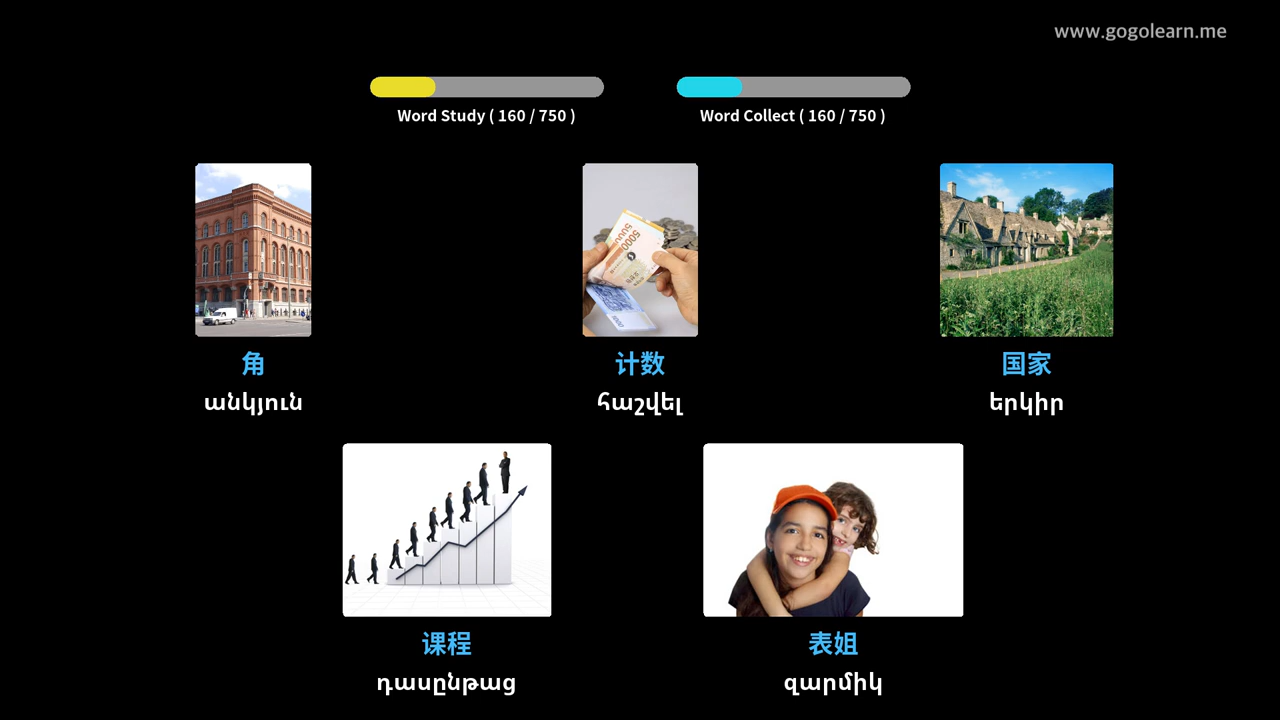 www.gogolearn.me
Word Study ( 160 / 750 )
Word Collect ( 160 / 750 )
角
անկյուն
计数
հաշվել
国家
երկիր
课程
դասընթաց
表姐
զարմիկ